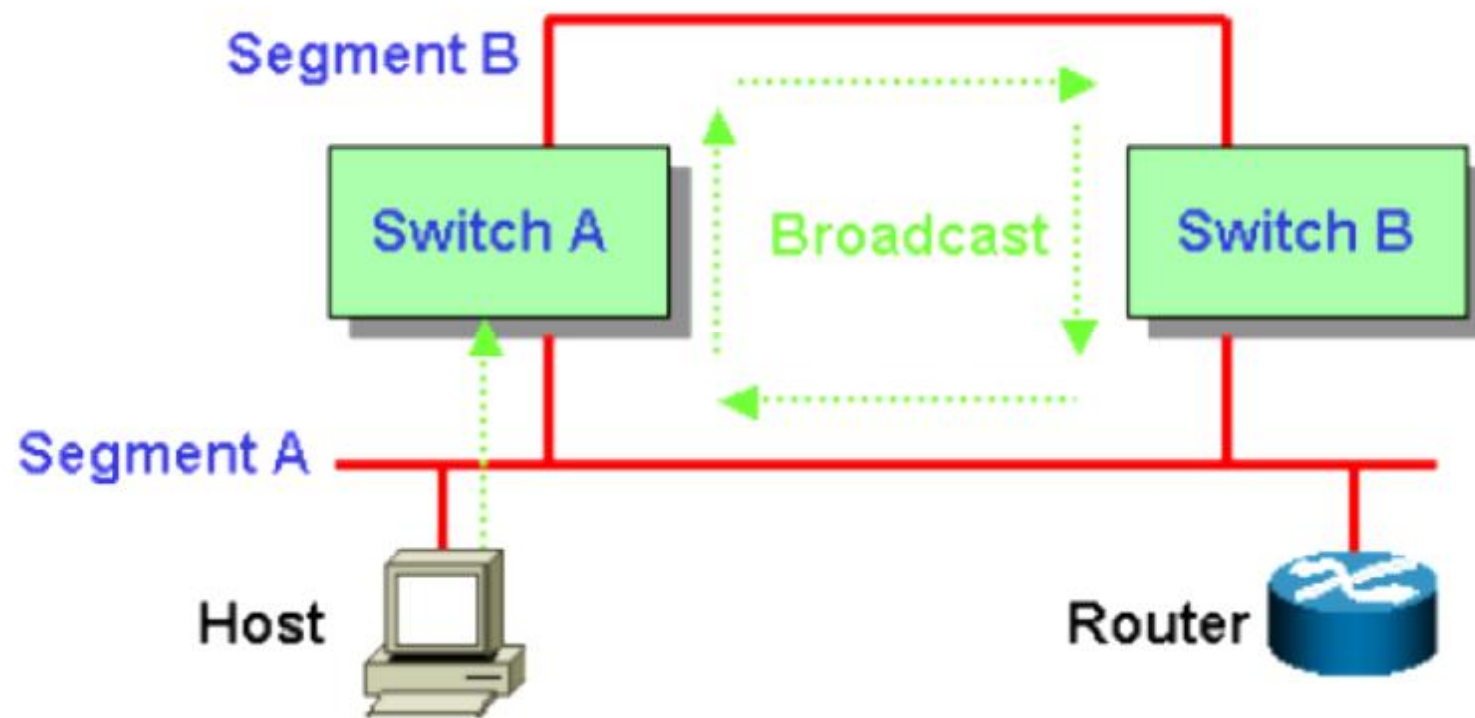 Segment B
Switch A
Broadcast
Switch B
Segment A
Host
Router